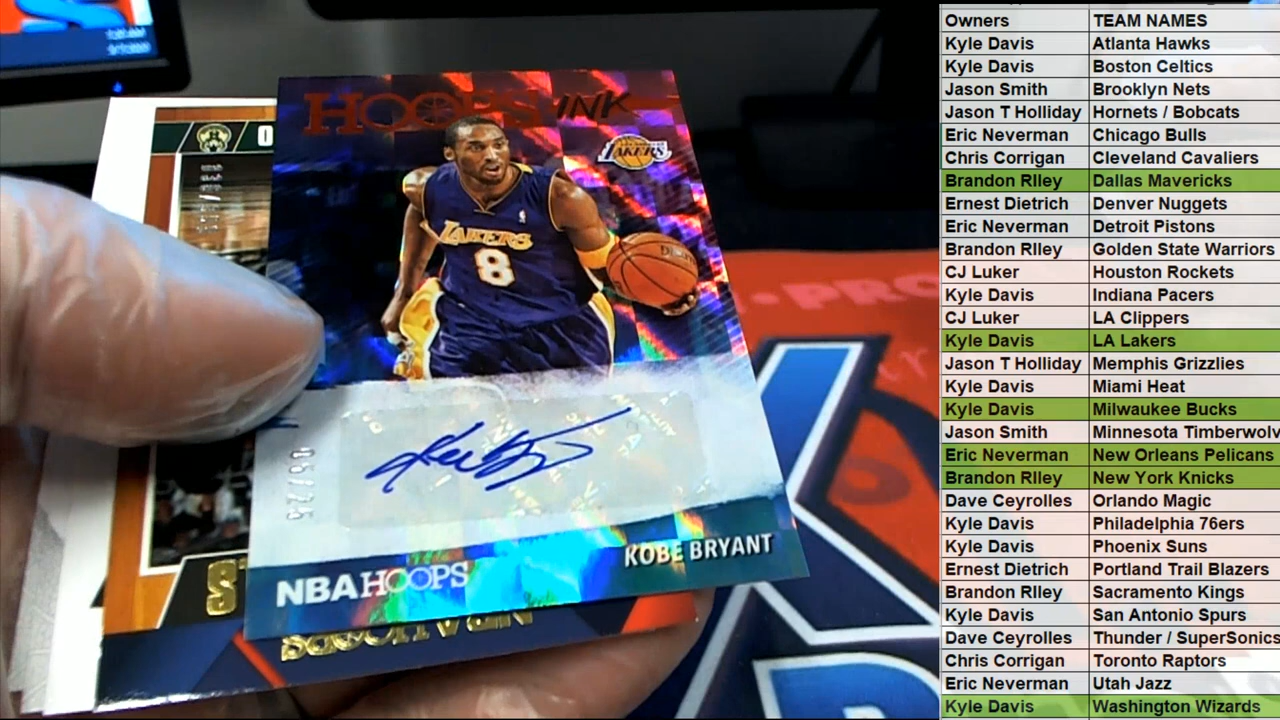 HOOPS INK
LAKERS
LAKERS
8
05/25
NBA HOOPS
KOBE BRYANT
Owners TEAM NAMES
Kyle Davis Atlanta Hawks
Kyle Davis Boston Celtics
Jason Smith Brooklyn Nets
Jason T Holliday Hornets / Bobcats
Eric Neverman Chicago Bulls
Chris Corrigan Cleveland Cavaliers
Brandon RIley Dallas Mavericks
Ernest Dietrich Denver Nuggets
Eric Neverman Detroit Pistons
Brandon RIley Golden State Warriors
CJ Luker Houston Rockets
Kyle Davis Indiana Pacers
CJ Luker LA Clippers
Kyle Davis LA Lakers
Jason T Holliday Memphis Grizzlies
Kyle Davis Miami Heat
Kyle Davis Milwaukee Bucks
Jason Smith Minnesota Timberwolv
Eric Neverman New Orleans Pelicans
Brandon RIley New York Knicks
Dave Ceyrolles Orlando Magic
Kyle Davis Philadelphia 76ers
Kyle Davis Phoenix Suns
Ernest Dietrich Portland Trail Blazers
Brandon RIley Sacramento Kings
Kyle Davis San Antonio Spurs
Dave Ceyrolles Thunder / SuperSonics
Chris Corrigan Toronto Raptors
Eric Neverman Utah Jazz
Kyle Davis Washington Wizards